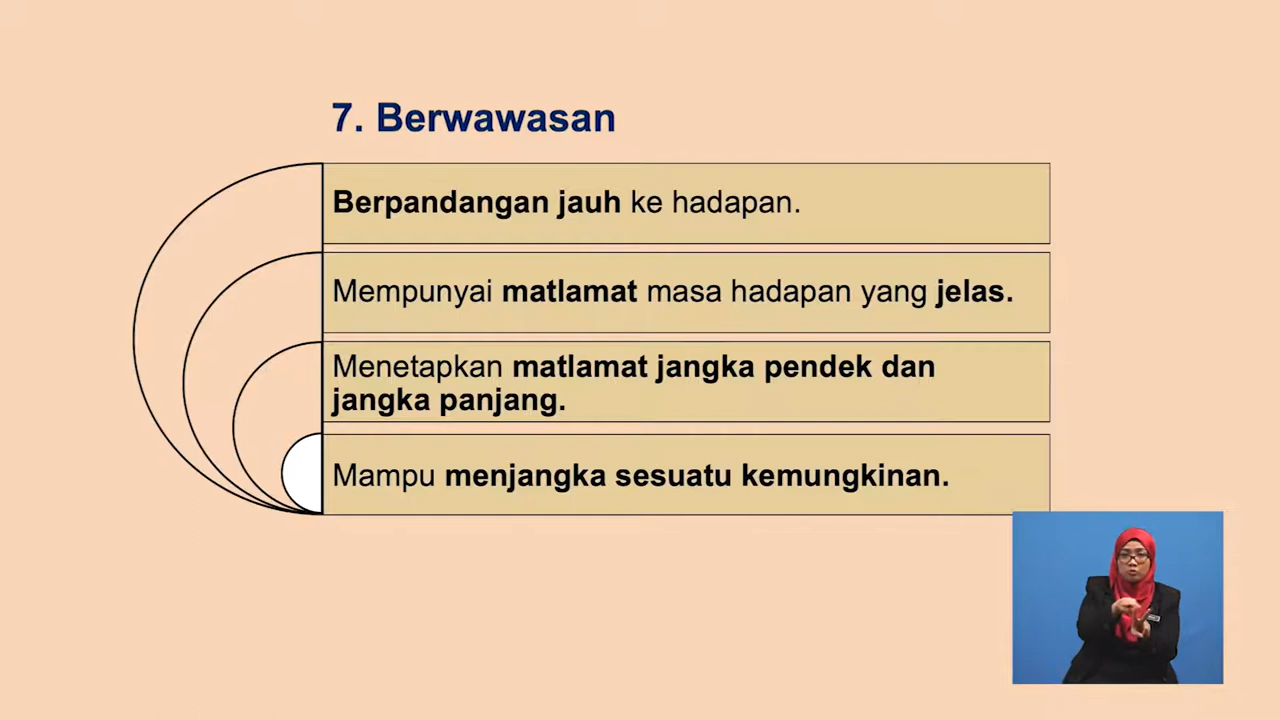 7. Berwawasan
Berpandangan jauh ke hadapan.
Mempunyai matlamat masa hadapan yang jelas.
Menetapkan matlamat jangka pendek dan
jangka panjang.
Mampu menjangka sesuatu kemungkinan.